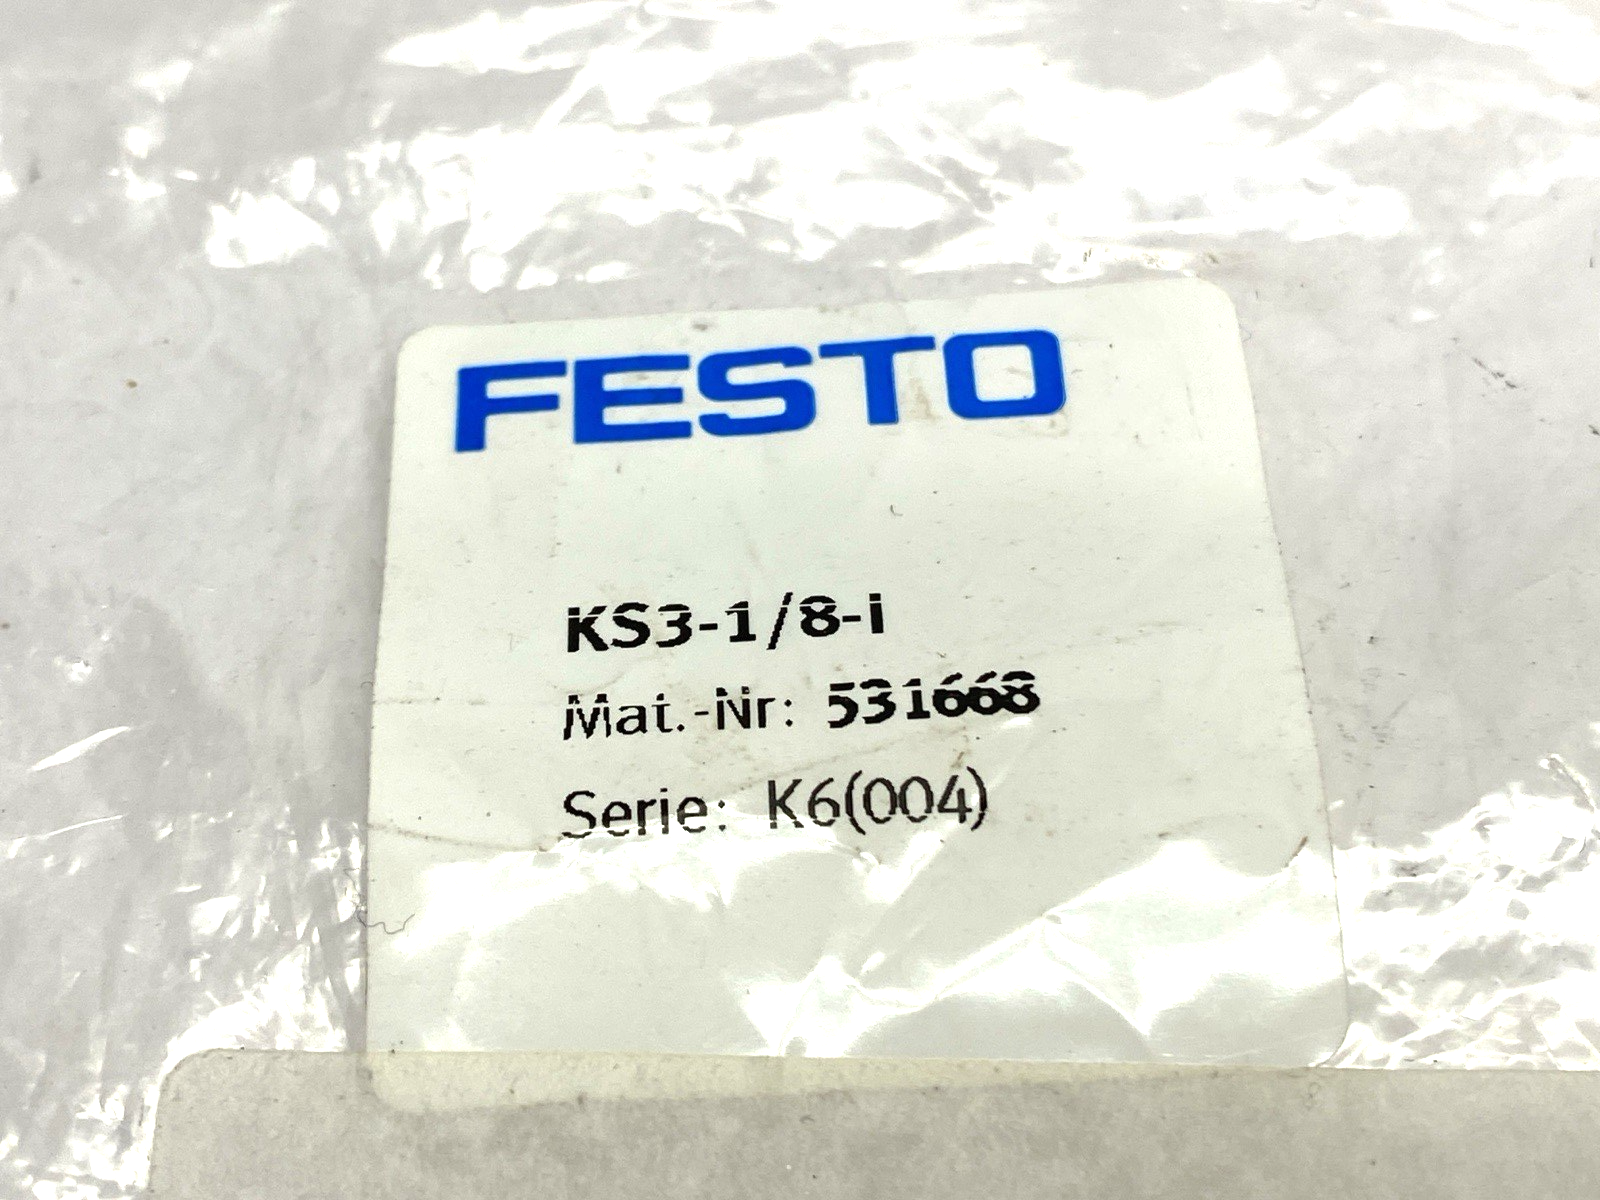 FESTO
KS3-1/8-I
Mat.-Nr: 531668
Serie: K6(004)